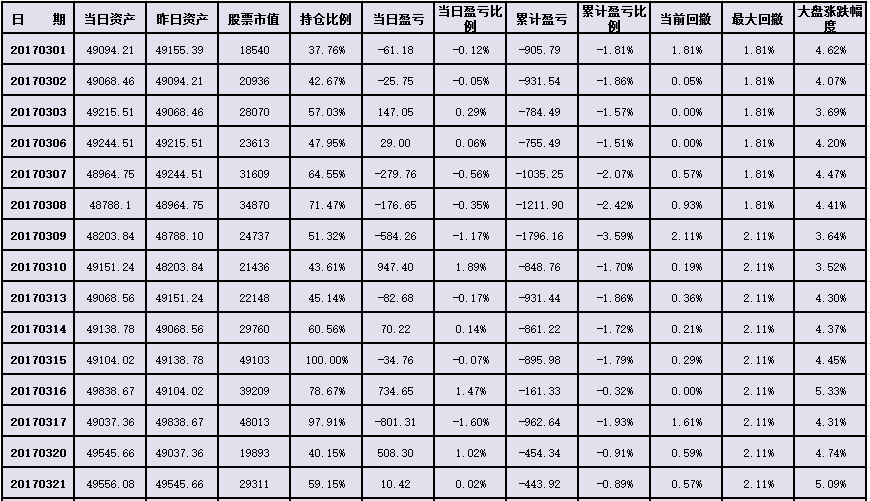 日 期 当日资产 昨日资产 股票市值 持仓比例 当日盈亏 当日盈亏比例 累计盈亏 累计盈亏比例 当前回撤 最大回撤 大盘涨跌幅度
20170301 49094.21 49155.39 18540 37.76% -61.18 -0.12% -905.79 -1.81% 1.81% 1.81% 4.62%
20170302 49068.46 49094.21 20936 42.67% -25.75 -0.05% -931.54 -1.86% 0.05% 1.81% 4.07%
20170303 49215.51 49068.46 28070 57.03% 147.05 0.29% -784.49 -1.57% 0.00% 1.81% 3.69%
20170306 49244.51 49215.51 23613 47.95% 29.00 0.06% -755.49 -1.51% 0.00% 1.81% 4.20%
20170307 48964.75 49244.51 31609 64.55% -279.76 -0.56% -1035.25 -2.07% 0.57% 1.81% 4.47%
20170308 48788.1 48964.75 34870 71.47% -176.65 -0.35% -1211.90 -2.42% 0.93% 1.81% 4.41%
20170309 48203.84 48788.10 24737 51.32% -584.26 -1.17% -1796.16 -3.59% 2.11% 2.11% 3.64%
20170310 49151.24 48203.84 21436 43.61% 947.40 1.89% -848.76 -1.70% 0.19% 2.11% 3.52%
20170313 49068.56 49151.24 22148 45.14% -82.68 -0.17% -931.44 -1.86% 0.36% 2.11% 4.30%
20170314 49138.78 49068.56 29760 60.56% 70.22 0.14% -861.22 -1.72% 0.21% 2.11% 4.37%
20170315 49104.02 49138.78 49103 100.00% -34.76 -0.07% -895.98 -1.79% 0.29% 2.11% 4.45%
20170316 49838.67 49104.02 39209 78.67% 734.65 1.47% -161.33 -0.32% 0.00% 2.11% 5.33%
20170317 49037.36 49838.67 48013 97.91% -801.31 -1.60% -962.64 -1.93% 1.61% 2.11% 4.31%
20170320 49545.66 49037.36 19893 40.15% 508.30 1.02% -454.34 -0.91% 0.59% 2.11% 4.74%
20170321 49556.08 49545.66 29311 59.15% 10.42 0.02% -443.92 -0.89% 0.57% 2.11% 5.09%